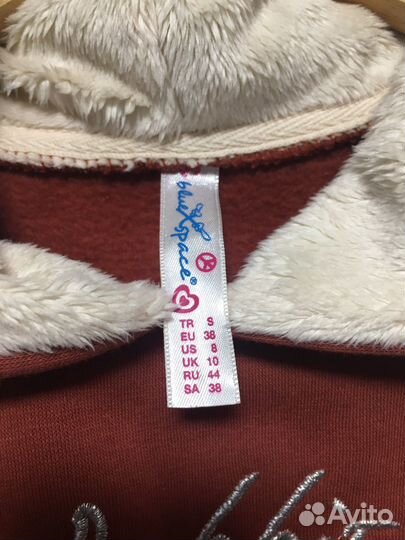 blue space®
TR S
EU 38
US 8
UK 10
RU 44
SA 38
Avito